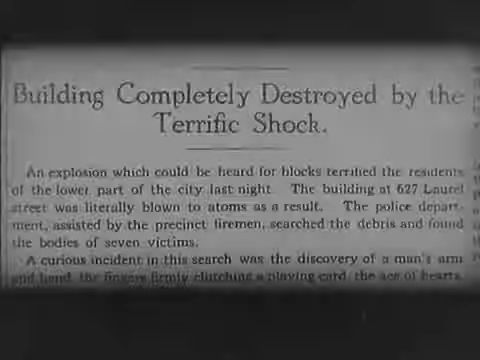 Building Completely Destroyed by the
Terrific Shock.
An explosion which could be heard for blocks terrified the residents
of the lower part of the city last night. The building at 627 Laurel
street was literally blown to atoms as a result. The police depart-
ment, assisted by the precinct firemen, searched the debris and found
the bodies of seven victims.
A curious incident in this search was the discovery of a man's arm
and hand, the fingers firmly clutching a playing card, the ace of hearts.